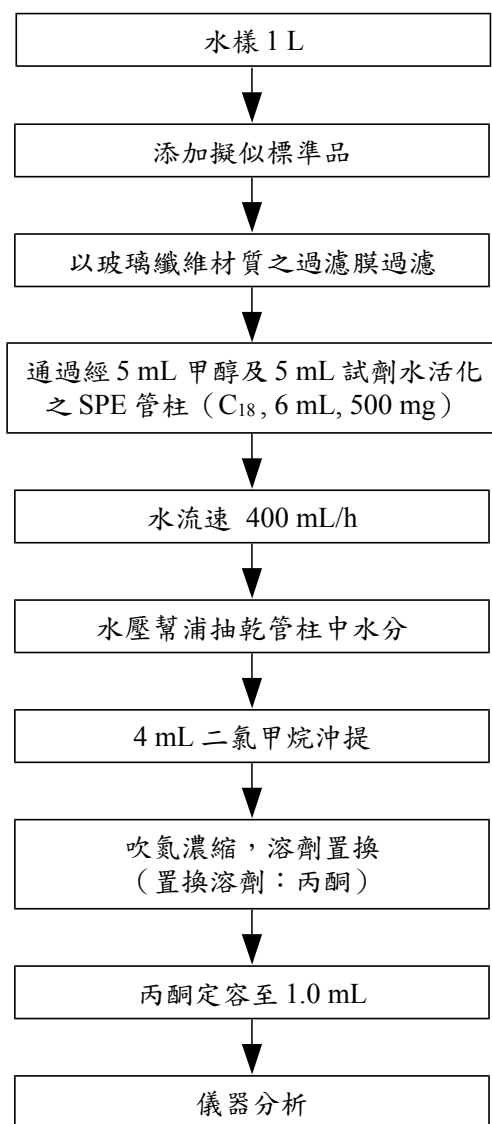 水樣 1 L
添加擬似標準品
以玻璃纖維材質之過濾膜過濾
通過經 5 mL 甲醇及 5 mL 試劑水活化
之 SPE 管柱（C₁₈ , 6 mL, 500 mg）
水流速 400 mL/h
水壓幫浦抽乾管柱中水分
4 mL 二氯甲烷沖提
吹氮濃縮，溶劑置換
（置換溶劑：丙酮）
丙酮定容至 1.0 mL
儀器分析